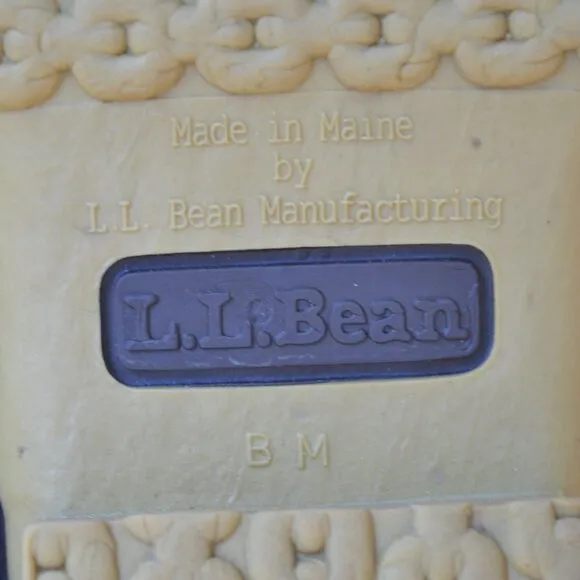 Made in Maine
by
L.L. Bean Manufacturing
L.L.Bean
B M